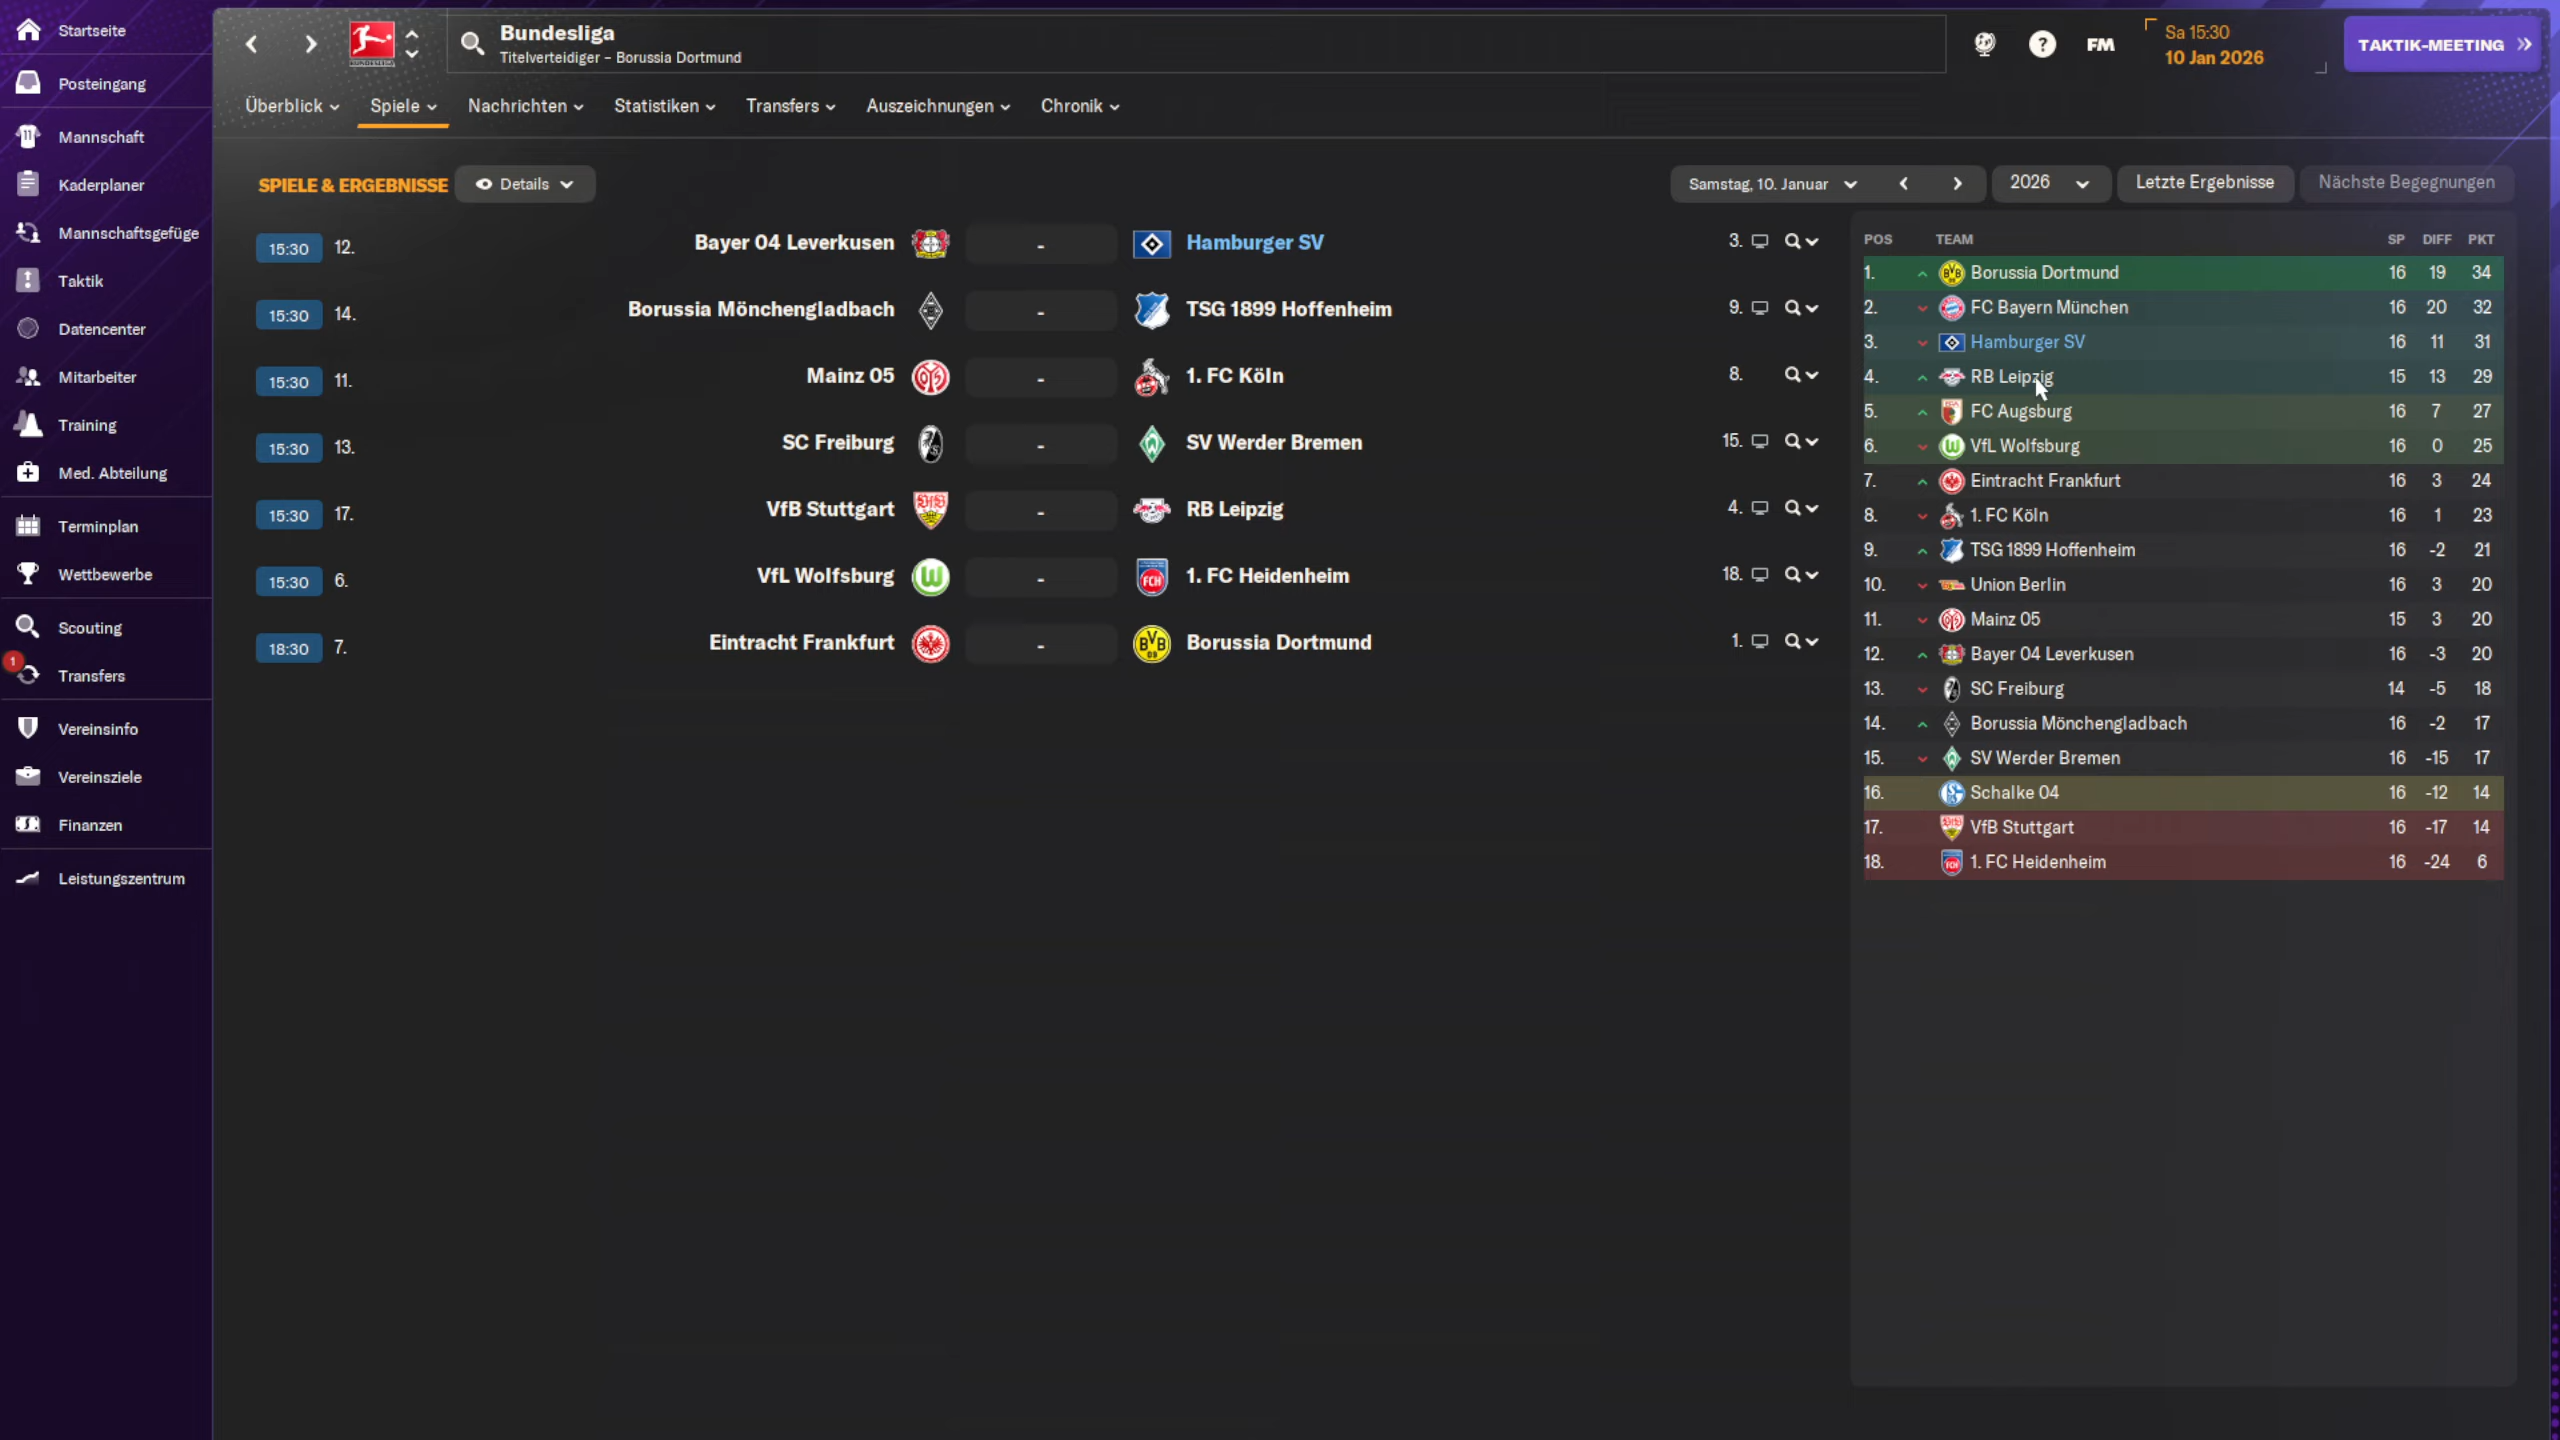 Startseite
Posteingang
Mannschaft
Kaderplaner
Mannschaftsgefüge
Taktik
Datencenter
Mitarbeiter
Training
Med. Abteilung
Terminplan
Wettbewerbe
Scouting
1
Transfers
Vereinsinfo
Vereinsziele
Finanzen
Leistungszentrum
Bundesliga
Titelverteidiger – Borussia Dortmund
FM
Sa 15:30
10 Jan 2026
TAKTIK-MEETING
Überblick Spiele Nachrichten Statistiken Transfers Auszeichnungen Chronik
SPIELE & ERGEBNISSE Details
Samstag, 10. Januar 2026 Letzte Ergebnisse Nächste Begegnungen
15:30 12. Bayer 04 Leverkusen - Hamburger SV 3.
15:30 14. Borussia Mönchengladbach - TSG 1899 Hoffenheim 9.
15:30 11. Mainz 05 - 1. FC Köln 8.
15:30 13. SC Freiburg - SV Werder Bremen 15.
15:30 17. VfB Stuttgart - RB Leipzig 4.
15:30 6. VfL Wolfsburg - 1. FC Heidenheim 18.
18:30 7. Eintracht Frankfurt - Borussia Dortmund 1.
POS TEAM SP DIFF PKT
1. Borussia Dortmund 16 19 34
2. FC Bayern München 16 20 32
3. Hamburger SV 16 11 31
4. RB Leipzig 15 13 29
5. FC Augsburg 16 7 27
6. VfL Wolfsburg 16 0 25
7. Eintracht Frankfurt 16 3 24
8. 1. FC Köln 16 1 23
9. TSG 1899 Hoffenheim 16 -2 21
10. Union Berlin 16 3 20
11. Mainz 05 15 3 20
12. Bayer 04 Leverkusen 16 -3 20
13. SC Freiburg 14 -5 18
14. Borussia Mönchengladbach 16 -2 17
15. SV Werder Bremen 16 -15 17
16. Schalke 04 16 -12 14
17. VfB Stuttgart 16 -17 14
18. 1. FC Heidenheim 16 -24 6